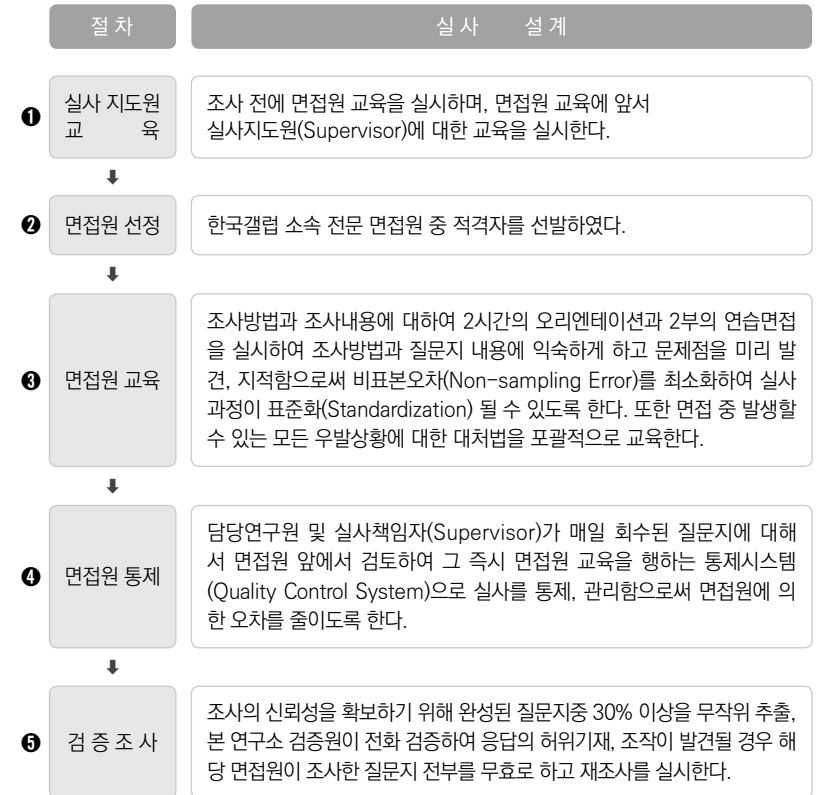 절 차 실 사 설 계
❶ 실사 지도원
교 육
조사 전에 면접원 교육을 실시하며, 면접원 교육에 앞서
실사지도원(Supervisor)에 대한 교육을 실시한다.
⬇
❷ 면접원 선정
한국갤럽 소속 전문 면접원 중 적격자를 선발하였다.
⬇
❸ 면접원 교육
조사방법과 조사내용에 대하여 2시간의 오리엔테이션과 2부의 연습면접
을 실시하여 조사방법과 질문지 내용에 익숙하게 하고 문제점을 미리 발
견, 지적함으로써 비표본오차(Non-sampling Error)를 최소화하여 실사
과정이 표준화(Standardization) 될 수 있도록 한다. 또한 면접 중 발생할
수 있는 모든 우발상황에 대한 대처법을 포괄적으로 교육한다.
⬇
❹ 면접원 통제
담당연구원 및 실사책임자(Supervisor)가 매일 회수된 질문지에 대해
서 면접원 앞에서 검토하여 그 즉시 면접원 교육을 행하는 통제시스템
(Quality Control System)으로 실사를 통제, 관리함으로써 면접원에 의
한 오차를 줄이도록 한다.
⬇
❺ 검 증 조 사
조사의 신뢰성을 확보하기 위해 완성된 질문지중 30% 이상을 무작위 추출,
본 연구소 검증원이 전화 검증하여 응답의 허위기재, 조작이 발견될 경우 해
당 면접원이 조사한 질문지 전부를 무효로 하고 재조사를 실시한다.